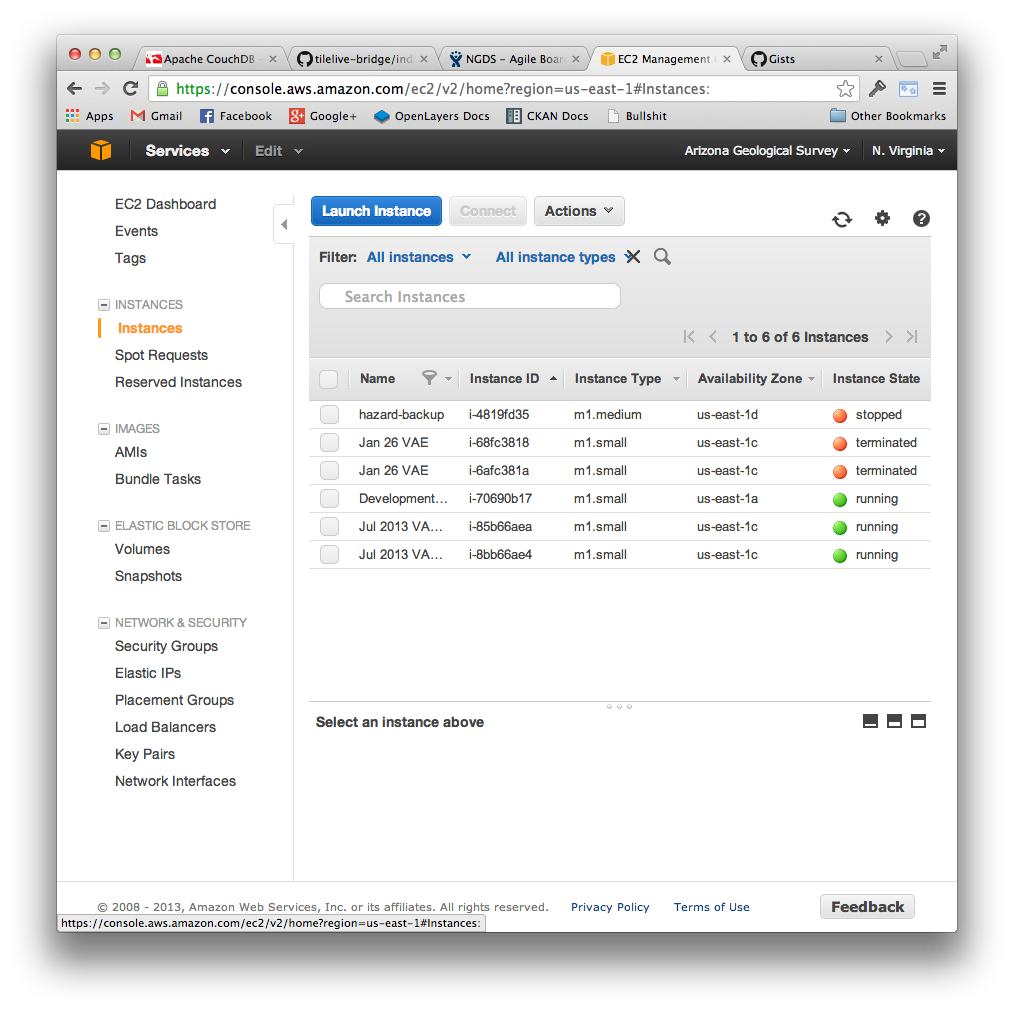 Apache CouchDB - tilelive-bridge/ind NGDS – Agile Boar EC2 Management Gists
https://console.aws.amazon.com/ec2/v2/home?region=us-east-1#Instances:
Apps Gmail Facebook Google+ OpenLayers Docs CKAN Docs Bullshit Other Bookmarks
Services Edit Arizona Geological Survey N. Virginia
EC2 Dashboard
Events
Tags
INSTANCES
Instances
Spot Requests
Reserved Instances
IMAGES
AMIs
Bundle Tasks
ELASTIC BLOCK STORE
Volumes
Snapshots
NETWORK & SECURITY
Security Groups
Elastic IPs
Placement Groups
Load Balancers
Key Pairs
Network Interfaces
Launch Instance Connect Actions
Filter: All instances All instance types
Search Instances
1 to 6 of 6 Instances
Name Instance ID Instance Type Availability Zone Instance State
hazard-backup i-4819fd35 m1.medium us-east-1d stopped
Jan 26 VAE i-68fc3818 m1.small us-east-1c terminated
Jan 26 VAE i-6afc381a m1.small us-east-1c terminated
Development... i-70690b17 m1.small us-east-1a running
Jul 2013 VA... i-85b66aea m1.small us-east-1c running
Jul 2013 VA... i-8bb66ae4 m1.small us-east-1c running
Select an instance above
© 2008 - 2013, Amazon Web Services, Inc. or its affiliates. All rights reserved. Privacy Policy Terms of Use Feedback
https://console.aws.amazon.com/ec2/v2/home?region=us-east-1#Instances: